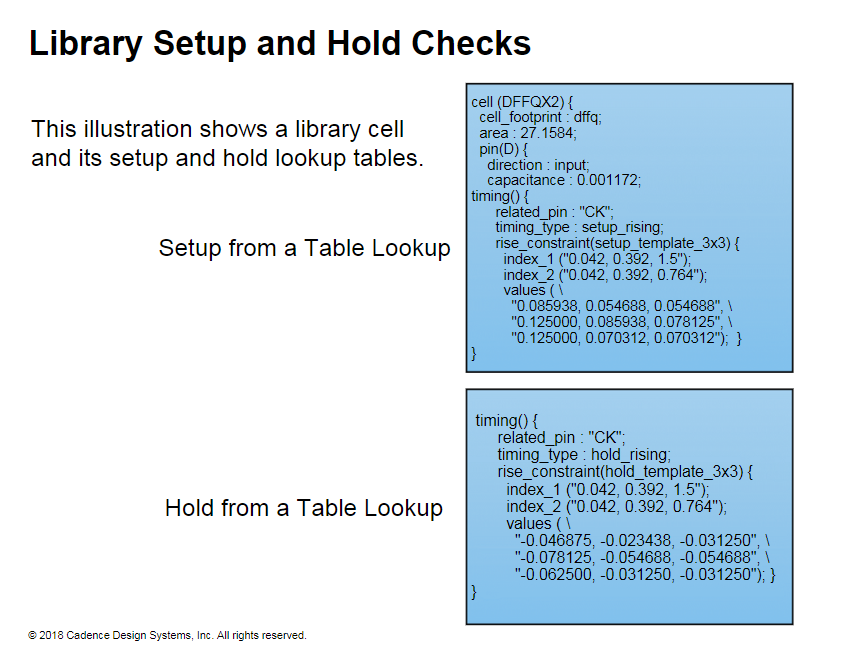 Library Setup and Hold Checks
This illustration shows a library cell
and its setup and hold lookup tables.
Setup from a Table Lookup
cell (DFFQX2) {
cell_footprint : dffq;
area : 27.1584;
pin(D) {
direction : input;
capacitance : 0.001172;
timing() {
related_pin : "CK";
timing_type : setup_rising;
rise_constraint(setup_template_3x3) {
index_1 ("0.042, 0.392, 1.5");
index_2 ("0.042, 0.392, 0.764");
values ( \
"0.085938, 0.054688, 0.054688", \
"0.125000, 0.085938, 0.078125", \
"0.125000, 0.070312, 0.070312"); }
}
Hold from a Table Lookup
timing() {
related_pin : "CK";
timing_type : hold_rising;
rise_constraint(hold_template_3x3) {
index_1 ("0.042, 0.392, 1.5");
index_2 ("0.042, 0.392, 0.764");
values ( \
"-0.046875, -0.023438, -0.031250", \
"-0.078125, -0.054688, -0.054688", \
"-0.062500, -0.031250, -0.031250"); }
}
© 2018 Cadence Design Systems, Inc. All rights reserved.